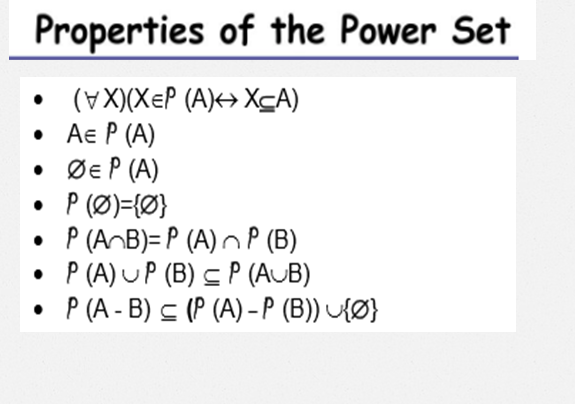 Properties of the Power Set
• (∀X)(X∈P (A)↔ X⊆A)
• A∈ P (A)
• Ø∈ P (A)
• P (Ø)={Ø}
• P (A∩B)= P (A) ∩ P (B)
• P (A) ∪ P (B) ⊆ P (A∪B)
• P (A - B) ⊆ (P (A) – P (B)) ∪{Ø}